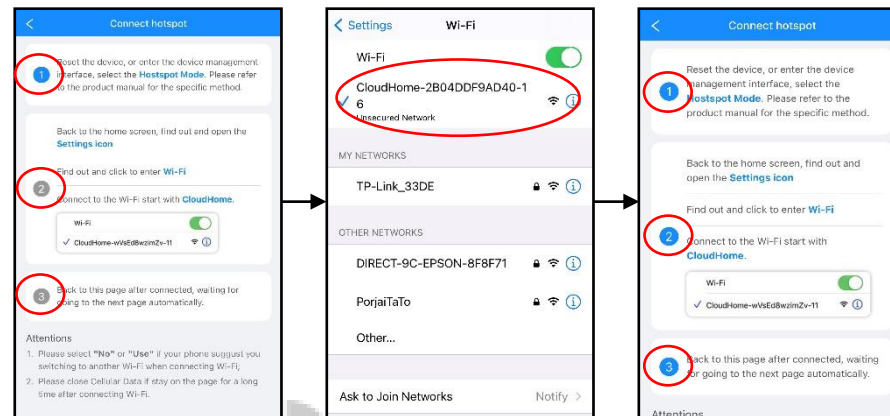 Connect hotspot
1
Reset the device, or enter the device management
interface, select the Hostspot Mode. Please refer
to the product manual for the specific method.
Back to the home screen, find out and open the
Settings icon
Find out and click to enter Wi-Fi
2
Connect to the Wi-Fi start with CloudHome.
Wi-Fi
CloudHome-wVsEd8wzimZv-11
3
Back to this page after connected, waiting for
going to the next page automatically.
Attentions
1. Please select "No" or "Use" if your phone suggust you
switching to another Wi-Fi when connecting Wi-Fi;
2. Please close Cellular Data if stay on the page for a long
time after connecting Wi-Fi.
Settings
Wi-Fi
Wi-Fi
CloudHome-2B04DDF9AD40-1
6
Unsecured Network
MY NETWORKS
TP-Link_33DE
OTHER NETWORKS
DIRECT-9C-EPSON-8F8F71
PorjaiTaTo
Other...
Ask to Join Networks
Notify
Connect hotspot
1
Reset the device, or enter the device
management interface, select the
Hostspot Mode. Please refer to the
product manual for the specific method.
Back to the home screen, find out and
open the Settings icon
Find out and click to enter Wi-Fi
2
Connect to the Wi-Fi start with
CloudHome.
Wi-Fi
CloudHome-wVsEd8wzimZv-11
3
Back to this page after connected, waiting
for going to the next page automatically.
Attentions